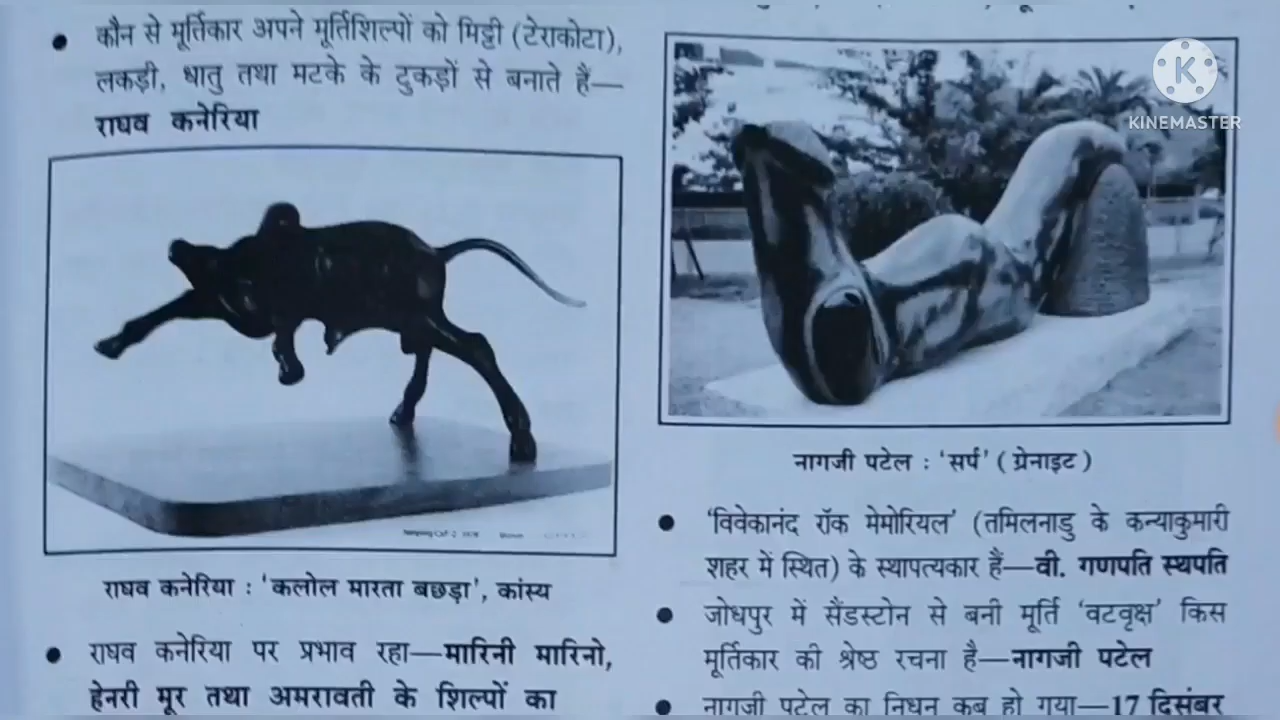 कौन से मूर्तिकार अपने मूर्तिशिल्पों को मिट्टी (टेराकोटा),
लकड़ी, धातु तथा मटके के टुकड़ों से बनाते हैं—
राघव कनेरिया
राघव कनेरिया : 'कलोल मारता बछड़ा', कांस्य
राघव कनेरिया पर प्रभाव रहा—मारिनी मारिनो,
हेनरी मूर तथा अमरावती के शिल्पों का
KINEMASTER
नागजी पटेल : 'सर्प' ( ग्रेनाइट )
'विवेकानंद रॉक मेमोरियल' (तमिलनाडु के कन्याकुमारी
शहर में स्थित) के स्थापत्यकार हैं—वी. गणपति स्थपति
जोधपुर में सैंडस्टोन से बनी मूर्ति 'वटवृक्ष' किस
मूर्तिकार की श्रेष्ठ रचना है—नागजी पटेल
नागजी पटेल का निधन कब हो गया—17 दिसंबर